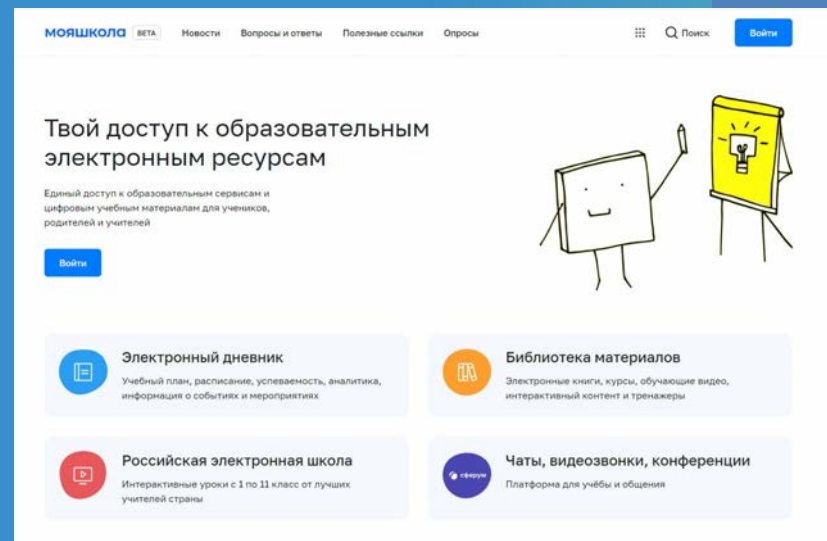 МОЯШКОЛА BETA Новости Вопросы и ответы Полезные ссылки Опросы Поиск Войти
Твой доступ к образовательным
электронным ресурсам
Единый доступ к образовательным сервисам и
цифровым учебным материалам для учеников,
родителей и учителей
Войти
Электронный дневник
Учебный план, расписание, успеваемость, аналитика,
информация о событиях и мероприятиях
Библиотека материалов
Электронные книги, курсы, обучающие видео,
интерактивный контент и тренажеры
Российская электронная школа
Интерактивные уроки с 1 по 11 класс от лучших
учителей страны
сферум
Чаты, видеозвонки, конференции
Платформа для учёбы и общения